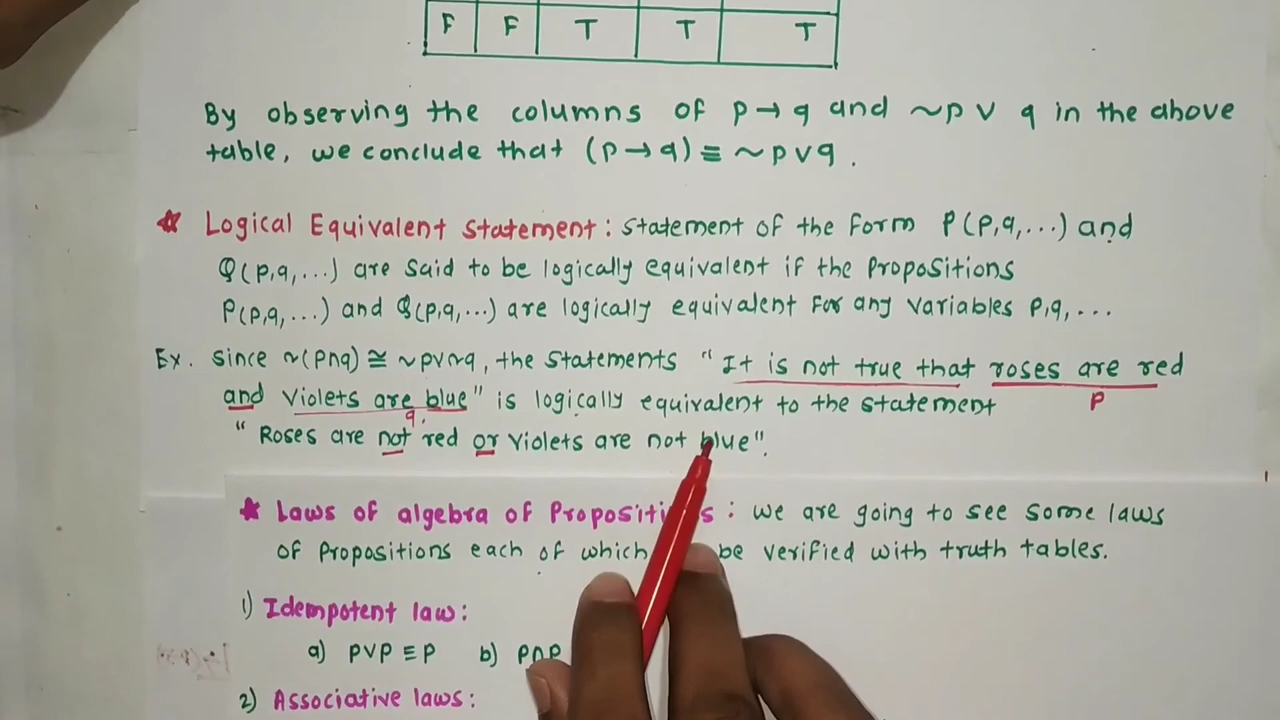 F F T T T
By observing the columns of p→q and ~p∨q in the above
table, we conclude that (p→q)≡~p∨q.
* Logical Equivalent Statement: Statement of the form P(p,q,...) and
Q(p,q,...) are said to be logically equivalent if the propositions
P(p,q,...) and Q(p,q,...) are logically equivalent for any variables p,q,...
Ex. since ~(p∩q)≅~p∨~q, the statements "It is not true that roses are red
and violets are blue" is logically equivalent to the statement
p
q.
"Roses are not red or violets are not blue".
* Laws of algebra of Propositions: we are going to see some laws
of propositions each of which be verified with truth tables.
1) Idempotent law:
a) p∨p≡p b) p∩p
2) Associative laws: